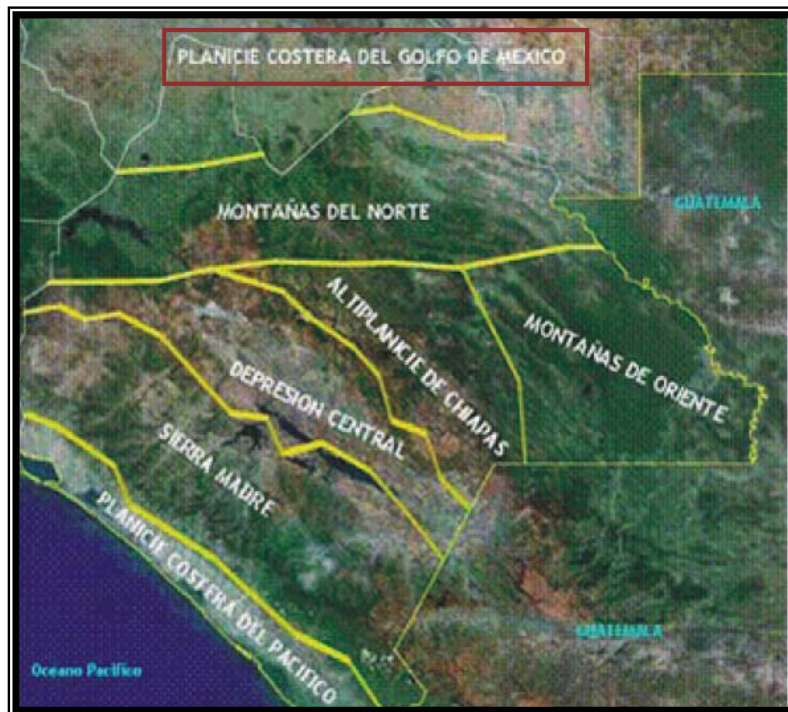 PLANICIE COSTERA DEL GOLFO DE MEXICO
MONTAÑAS DEL NORTE
GUATEMALA
ALTIPLANICIE DE CHIAPAS
MONTAÑAS DE ORIENTE
DEPRESION CENTRAL
SIERRA MADRE
PLANICIE COSTERA DEL PACIFICO
GUATEMALA
Oceano Pacífico